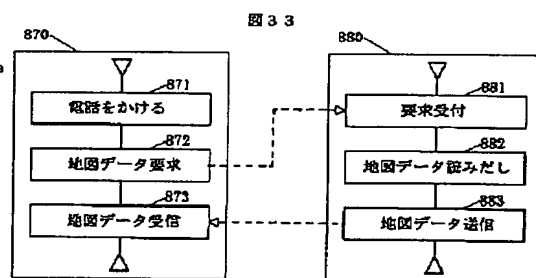 図33
870
880
871
電話をかける
872
地図データ要求
873
地図データ受信
881
要求受付
882
地図データ読みだし
883
地図データ送信